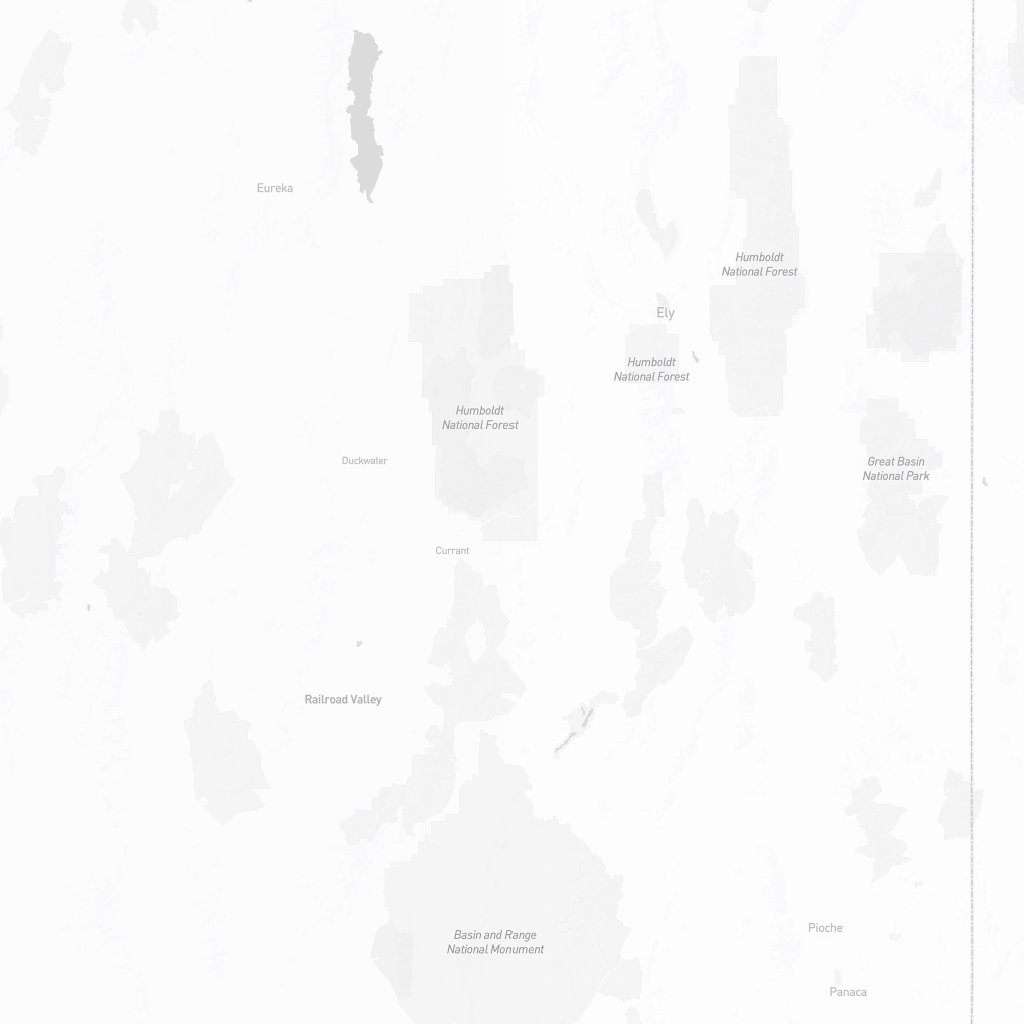 Eureka
Humboldt
National Forest
Ely
Humboldt
National Forest
Humboldt
National Forest
Duckwater
Great Basin
National Park
Currant
Railroad Valley
Pioche
Basin and Range
National Monument
Panaca